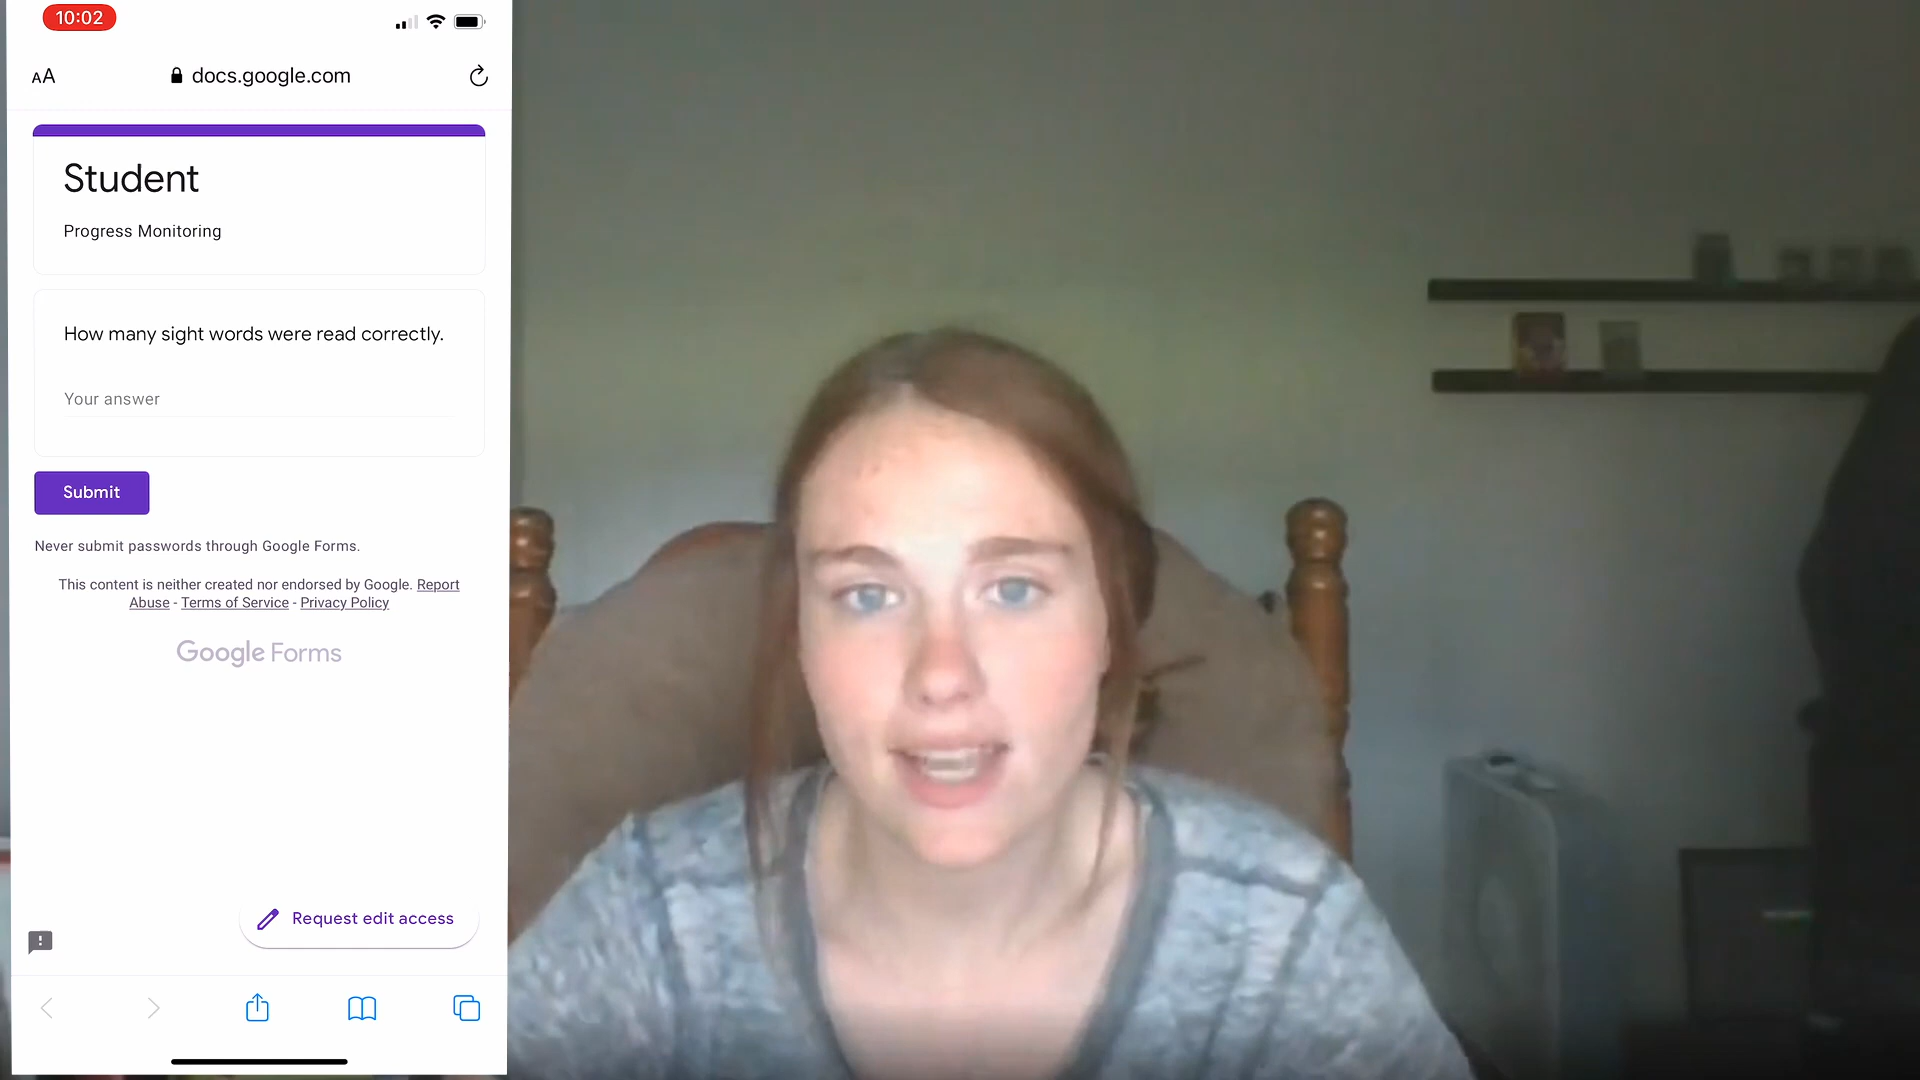 10:02
AA docs.google.com
Student
Progress Monitoring
How many sight words were read correctly.
Your answer
Submit
Never submit passwords through Google Forms.
This content is neither created nor endorsed by Google. Report
Abuse - Terms of Service - Privacy Policy
Google Forms
Request edit access